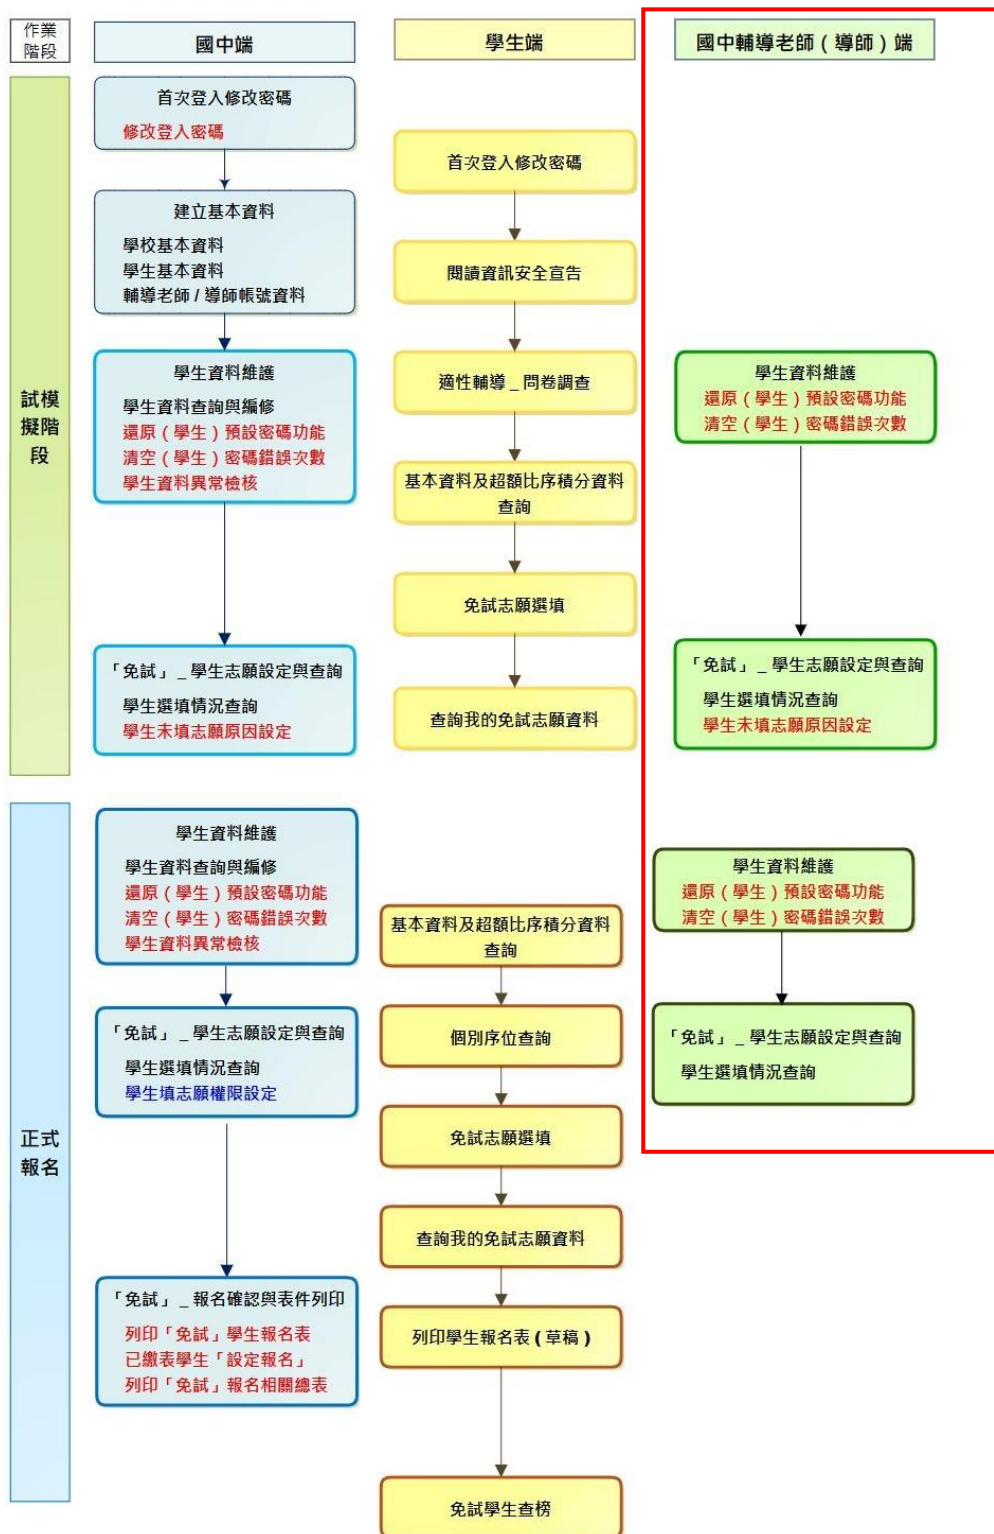 作業
階段
國中端
學生端
國中輔導老師（導師）端
試模
擬階
段
首次登入修改密碼
修改登入密碼
建立基本資料
學校基本資料
學生基本資料
輔導老師 / 導師帳號資料
學生資料維護
學生資料查詢與編修
還原（學生）預設密碼功能
清空（學生）密碼錯誤次數
學生資料異常檢核
「免試」_學生志願設定與查詢
學生選填情況查詢
學生未填志願原因設定
首次登入修改密碼
閱讀資訊安全宣告
適性輔導_問卷調查
基本資料及超額比序積分資料
查詢
免試志願選填
查詢我的免試志願資料
學生資料維護
還原（學生）預設密碼功能
清空（學生）密碼錯誤次數
「免試」_學生志願設定與查詢
學生選填情況查詢
學生未填志願原因設定
正式
報名
學生資料維護
學生資料查詢與編修
還原（學生）預設密碼功能
清空（學生）密碼錯誤次數
學生資料異常檢核
「免試」_學生志願設定與查詢
學生選填情況查詢
學生填志願權限設定
「免試」_報名確認與表件列印
列印「免試」學生報名表
已繳表學生「設定報名」
列印「免試」報名相關總表
基本資料及超額比序積分資料
查詢
個別序位查詢
免試志願選填
查詢我的免試志願資料
列印學生報名表(草稿)
免試學生查榜
學生資料維護
還原（學生）預設密碼功能
清空（學生）密碼錯誤次數
「免試」_學生志願設定與查詢
學生選填情況查詢